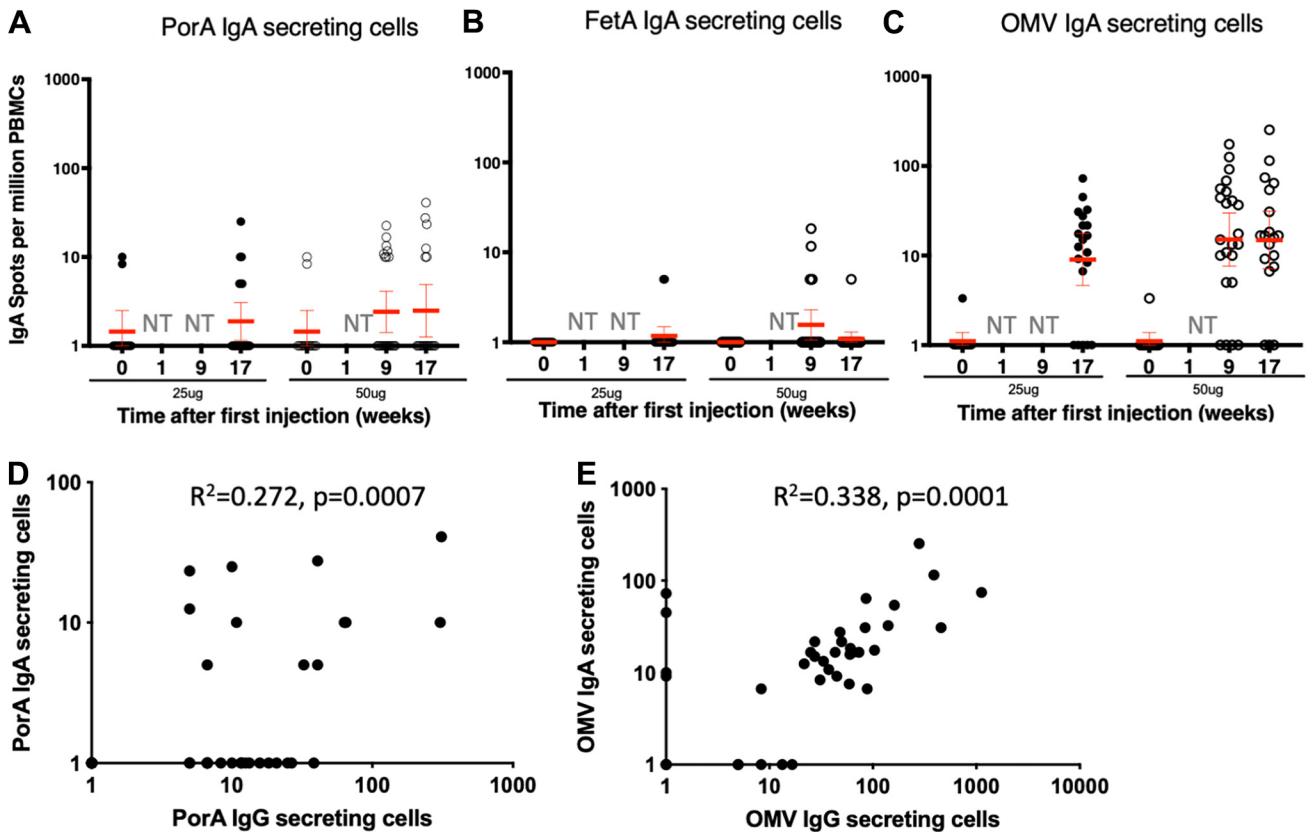 A
PorA IgA secreting cells
IgA Spots per million PBMCs
1000
100
10
1
NT NT NT
0 1 9 17 0 1 9 17
25ug 50ug
Time after first injection (weeks)
B
FetA IgA secreting cells
1000
100
10
1
NT NT NT
0 1 9 17 0 1 9 17
25ug 50ug
Time after first injection (weeks)
C
OMV IgA secreting cells
1000
100
10
1
NT NT NT
0 1 9 17 0 1 9 17
25ug 50ug
Time after first injection (weeks)
D
R²=0.272, p=0.0007
PorA IgA secreting cells
100
10
1
1 10 100 1000
PorA IgG secreting cells
E
R²=0.338, p=0.0001
OMV IgA secreting cells
1000
100
10
1
1 10 100 1000 10000
OMV IgG secreting cells